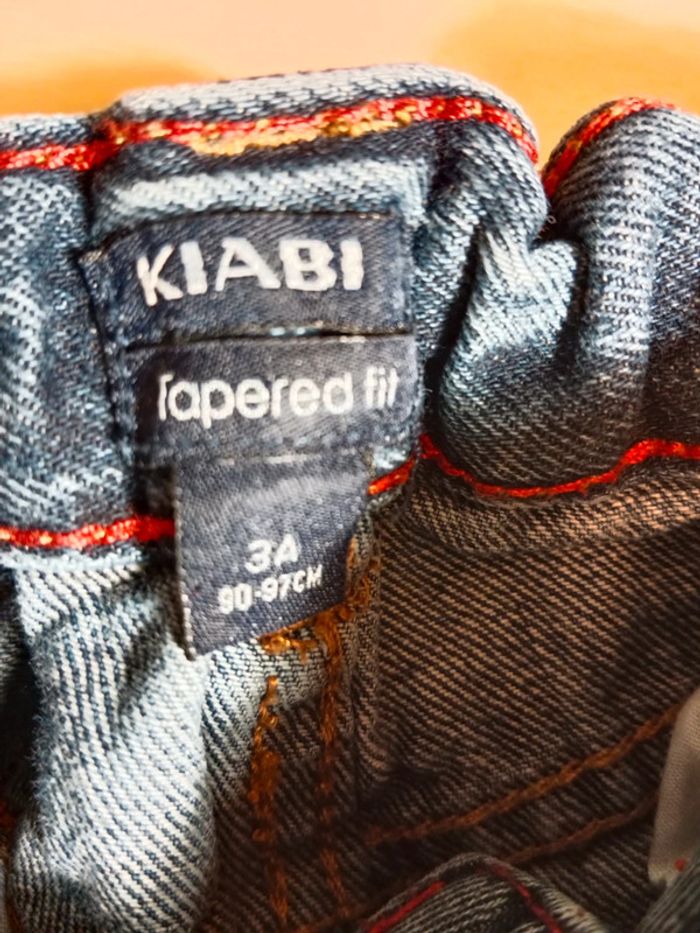 KIABI
Tapered fit
3A
90-97CM